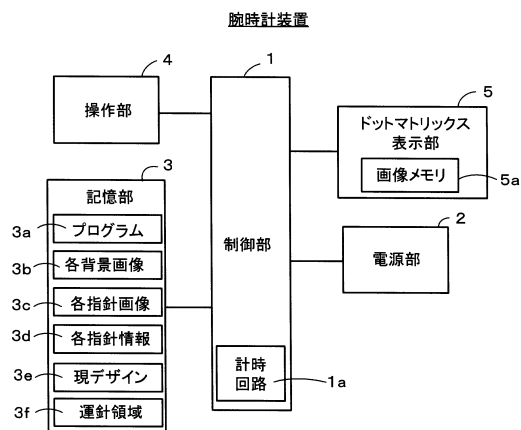 腕時計装置
1
4
操作部
5
ドットマトリックス
表示部
画像メモリ
5a
3
記憶部
3a
プログラム
3b
各背景画像
3c
各指針画像
3d
各指針情報
3e
現デザイン
3f
運針領域
制御部
2
電源部
計時
回路
1a